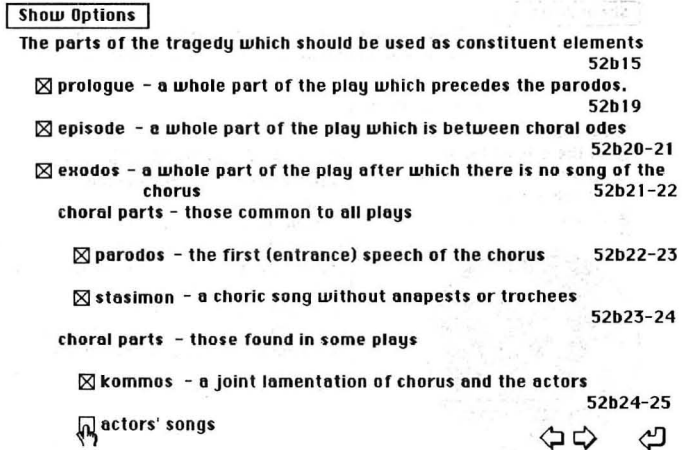 Show Options
The parts of the tragedy which should be used as constituent elements
52b15
prologue - a whole part of the play which precedes the parodos.
52b19
episode - a whole part of the play which is between choral odes
52b20-21
exodos - a whole part of the play after which there is no song of the
chorus 52b21-22
choral parts - those common to all plays
parodos - the first (entrance) speech of the chorus 52b22-23
stasimon - a choric song without anapests or trochees
52b23-24
choral parts - those found in some plays
kommos - a joint lamentation of chorus and the actors
52b24-25
actors' songs